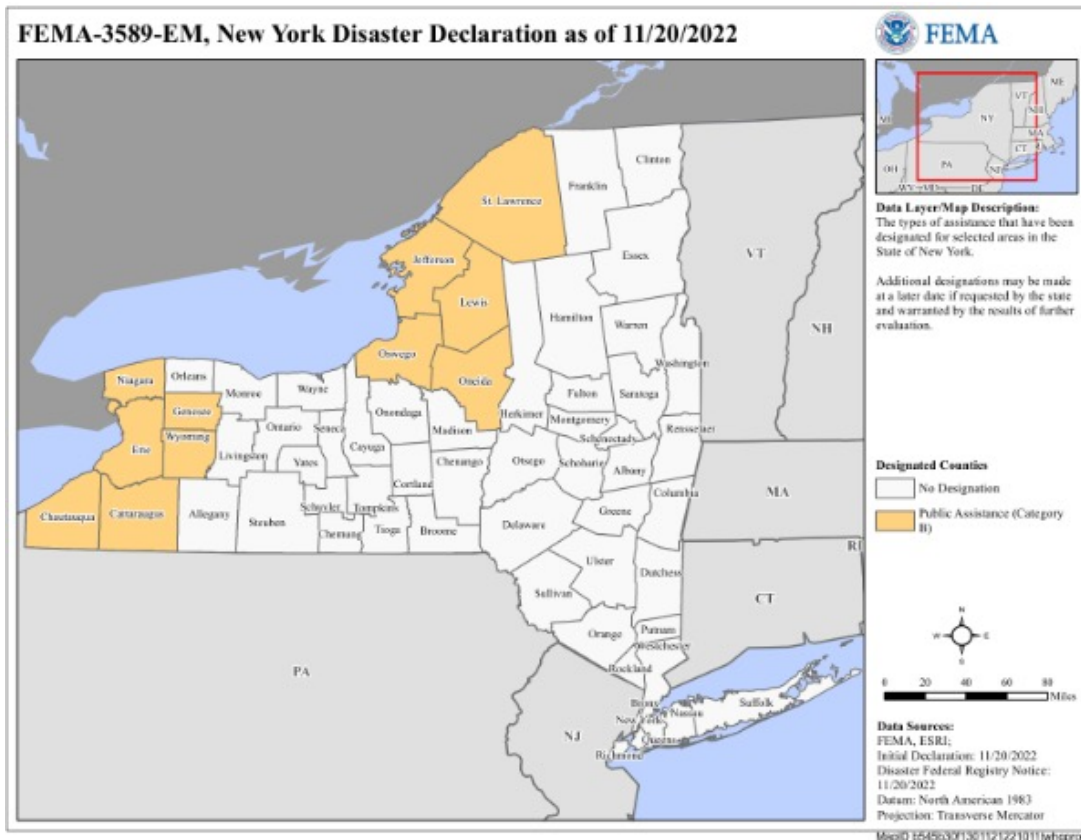 FEMA-3589-EM, New York Disaster Declaration as of 11/20/2022
FEMA
ME
VT
NH
NY
MA
CT
PA
OH
NJ
Data Layer/Map Description:
The types of assistance that have been
designated for selected areas in the
State of New York.
Additional designations may be made
at a later date if requested by the state
and warranted by the results of further
evaluation.
Clinton
Franklin
St. Lawrence
Jefferson
Essex
VT
Lewis
Hamilton
Warren
NH
Oswego
Oneida
Washington
Niagara
Orleans
Monroe
Wayne
Genesee
Onondaga
Herkimer
Fulton
Saratoga
Ontario
Seneca
Madison
Montgomery
Rensselaer
Erie
Wyoming
Livingston
Yates
Cayuga
Chenango
Otsego
Schoharie
Schenectady
Albany
Cortland
Columbia
MA
Chautauqua
Cattaraugus
Allegany
Steuben
Schuyler
Tompkins
Chemung
Tioga
Broome
Delaware
Greene
RI
Ulster
Dutchess
Sullivan
CT
Orange
Putnam
Westchester
Rockland
PA
Bronx
New York
Nassau
Suffolk
Queens
Richmond
NJ
Designated Counties
No Designation
Public Assistance (Category
B)
N
W
E
S
0 20 40 60 80
Miles
Data Sources:
FEMA, ESRI;
Initial Declaration: 11/20/2022
Disaster Federal Registry Notice:
11/20/2022
Datum: North American 1983
Projection: Transverse Mercator